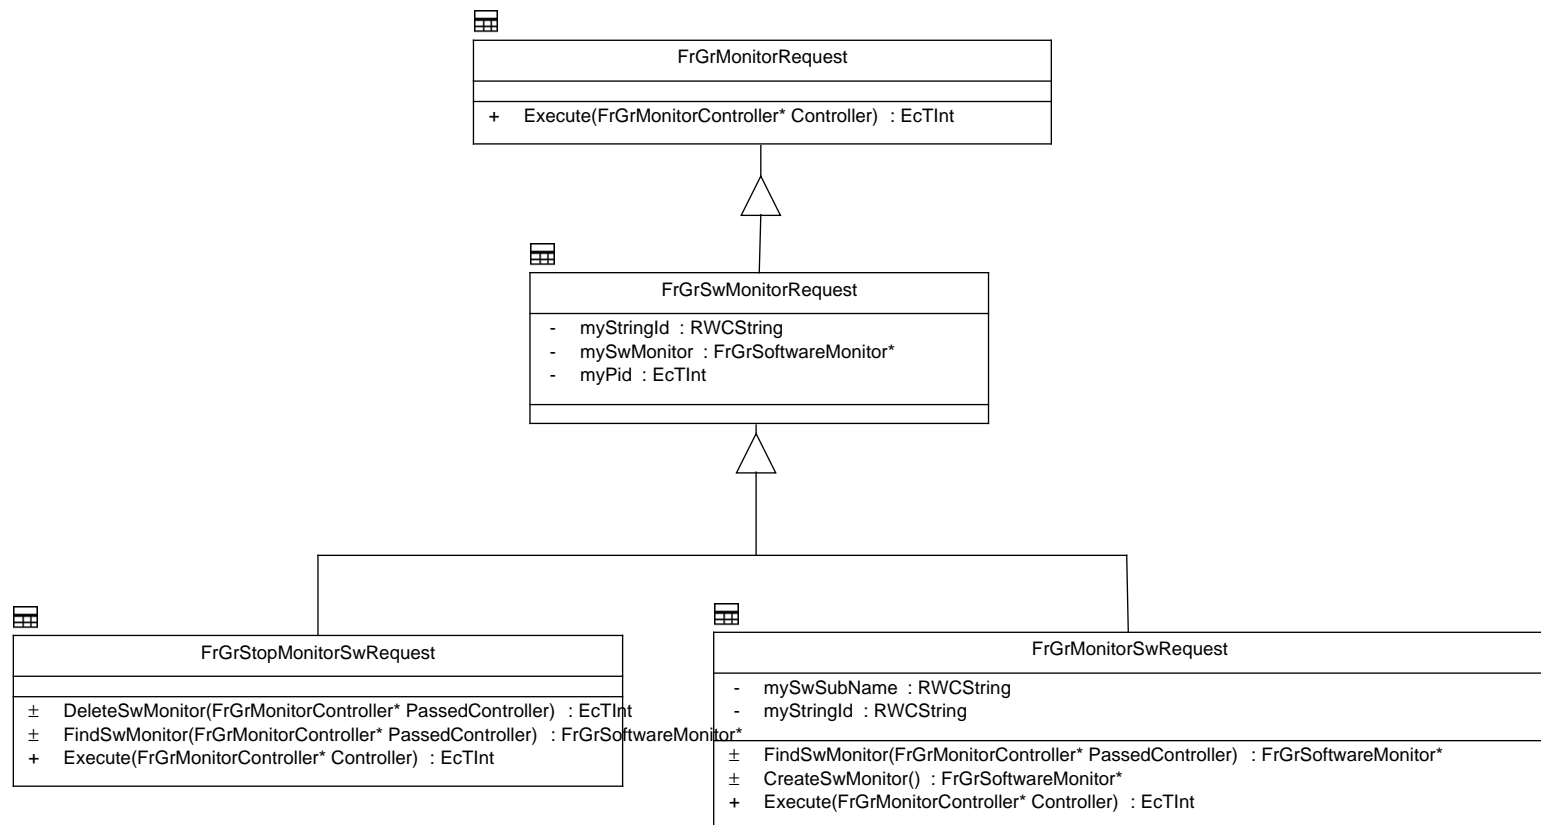 FrGrMonitorRequest
+ Execute(FrGrMonitorController* Controller) : EcTInt
FrGrSwMonitorRequest
- myStringId : RWCString
- mySwMonitor : FrGrSoftwareMonitor*
- myPid : EcTInt
FrGrStopMonitorSwRequest
± DeleteSwMonitor(FrGrMonitorController* PassedController) : EcTInt
± FindSwMonitor(FrGrMonitorController* PassedController) : FrGrSoftwareMonitor*
+ Execute(FrGrMonitorController* Controller) : EcTInt
FrGrMonitorSwRequest
- mySwSubName : RWCString
- myStringId : RWCString
± FindSwMonitor(FrGrMonitorController* PassedController) : FrGrSoftwareMonitor*
± CreateSwMonitor() : FrGrSoftwareMonitor*
+ Execute(FrGrMonitorController* Controller) : EcTInt